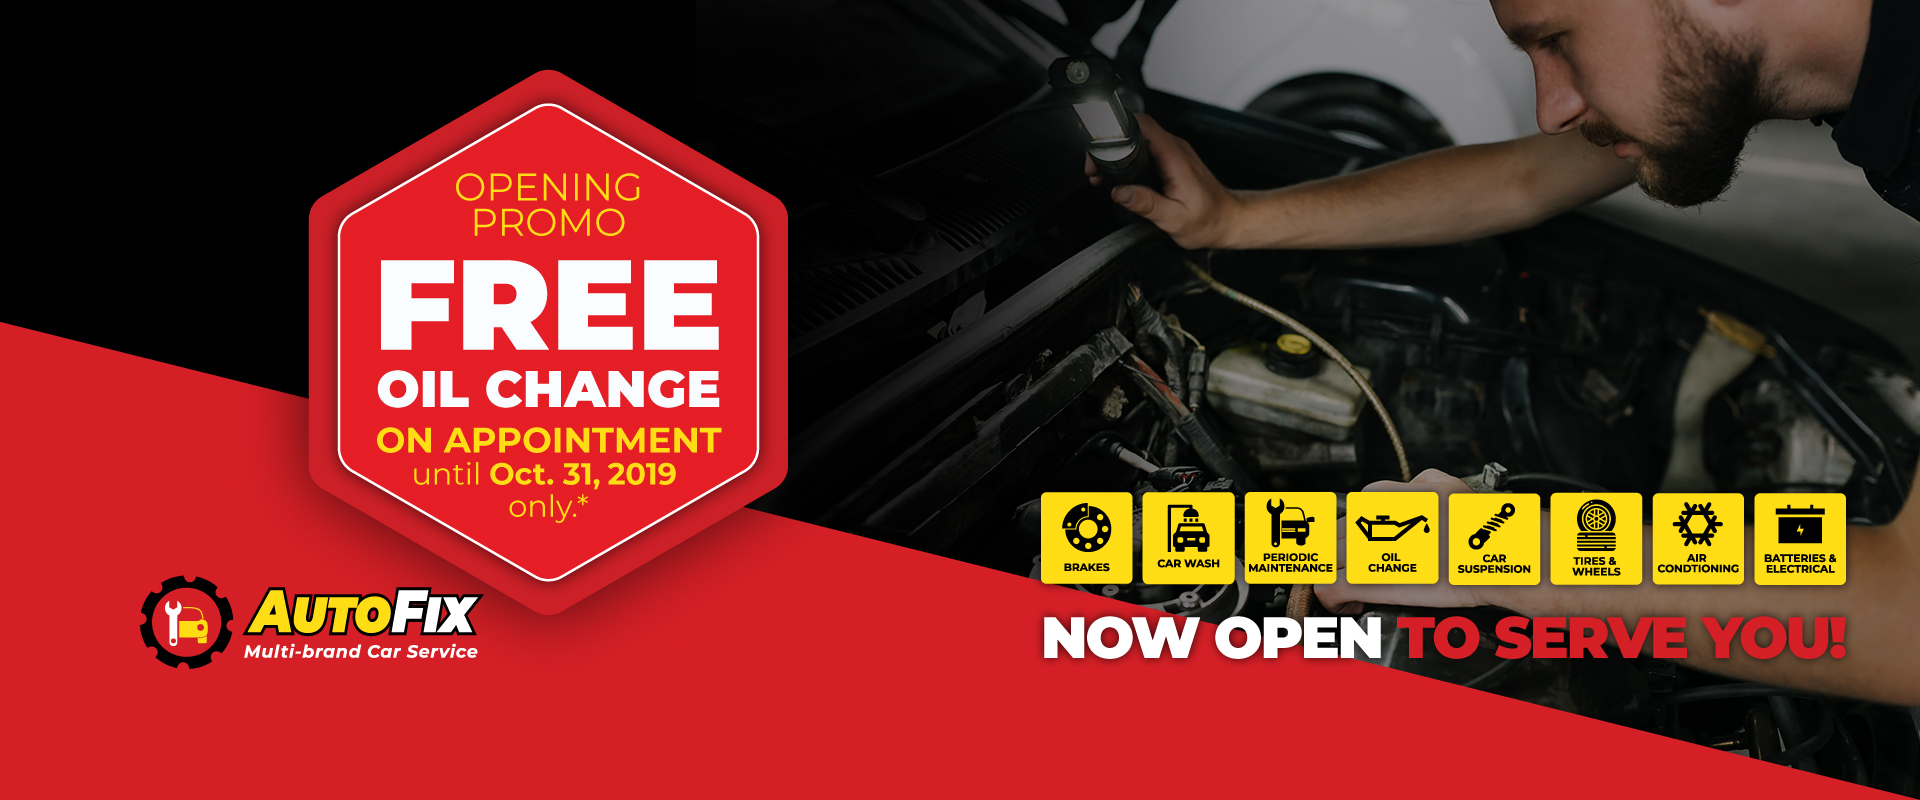 OPENING
PROMO
FREE
OIL CHANGE
ON APPOINTMENT
until Oct. 31, 2019
only.*
AUTOFIX
Multi-brand Car Service
BRAKES
CAR WASH
PERIODIC
MAINTENANCE
OIL
CHANGE
CAR
SUSPENSION
TIRES &
WHEELS
AIR
CONDTIONING
BATTERIES &
ELECTRICAL
NOW OPEN TO SERVE YOU!